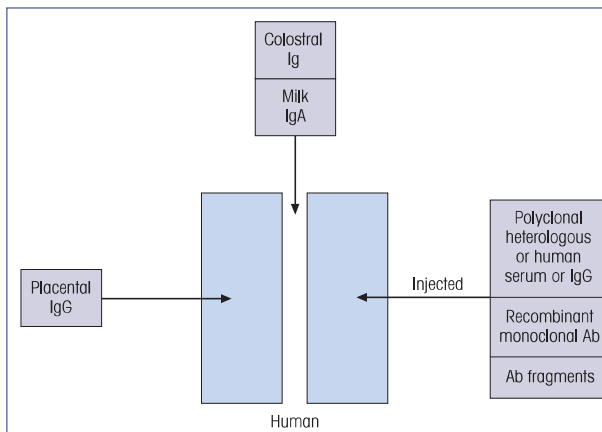 Colostral
Ig
Milk
IgA
Placental
IgG
Injected
Polyclonal
heterologous
or human
serum or IgG
Recombinant
monoclonal Ab
Ab fragments
Human